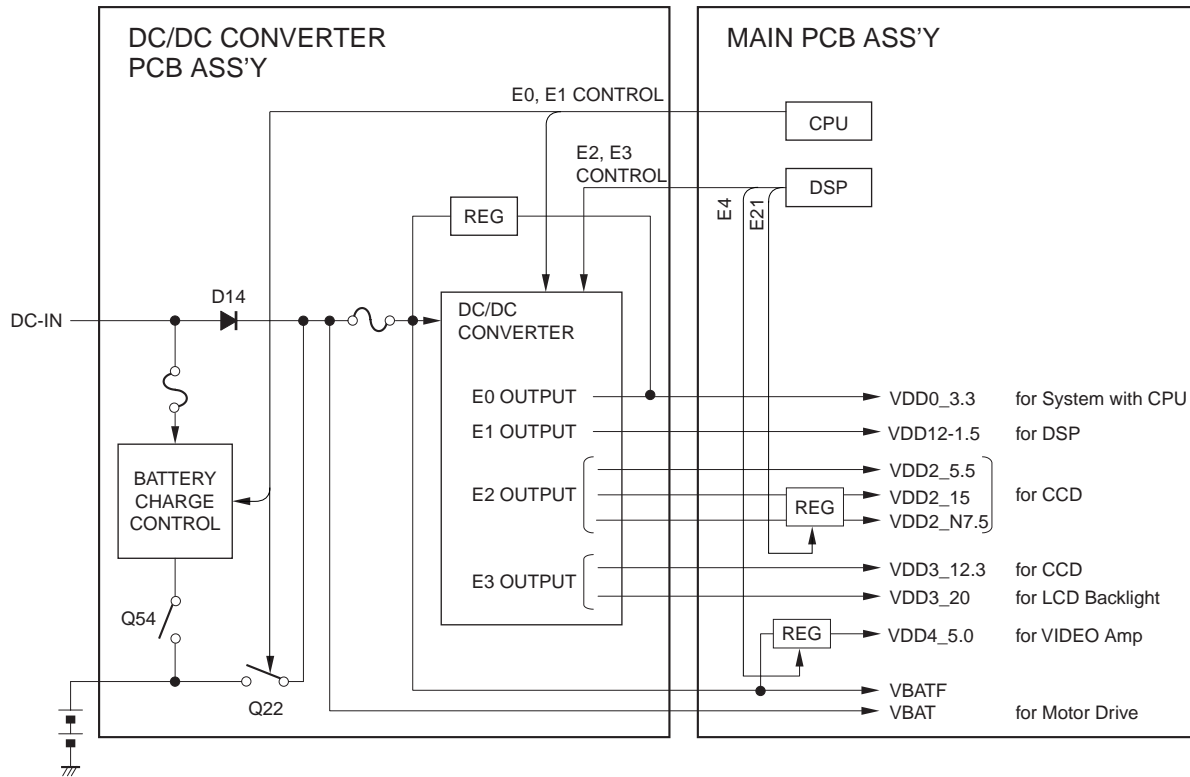 DC/DC CONVERTER
PCB ASS'Y
MAIN PCB ASS'Y
E0, E1 CONTROL
CPU
E2, E3
CONTROL
DSP
E4
E21
REG
D14
DC-IN
DC/DC
CONVERTER
E0 OUTPUT
VDD0_3.3 for System with CPU
E1 OUTPUT
VDD12-1.5 for DSP
BATTERY
CHARGE
CONTROL
E2 OUTPUT
REG
VDD2_5.5
VDD2_15 for CCD
VDD2_N7.5
E3 OUTPUT
VDD3_12.3 for CCD
VDD3_20 for LCD Backlight
Q54
REG
VDD4_5.0 for VIDEO Amp
Q22
VBATF
VBAT for Motor Drive